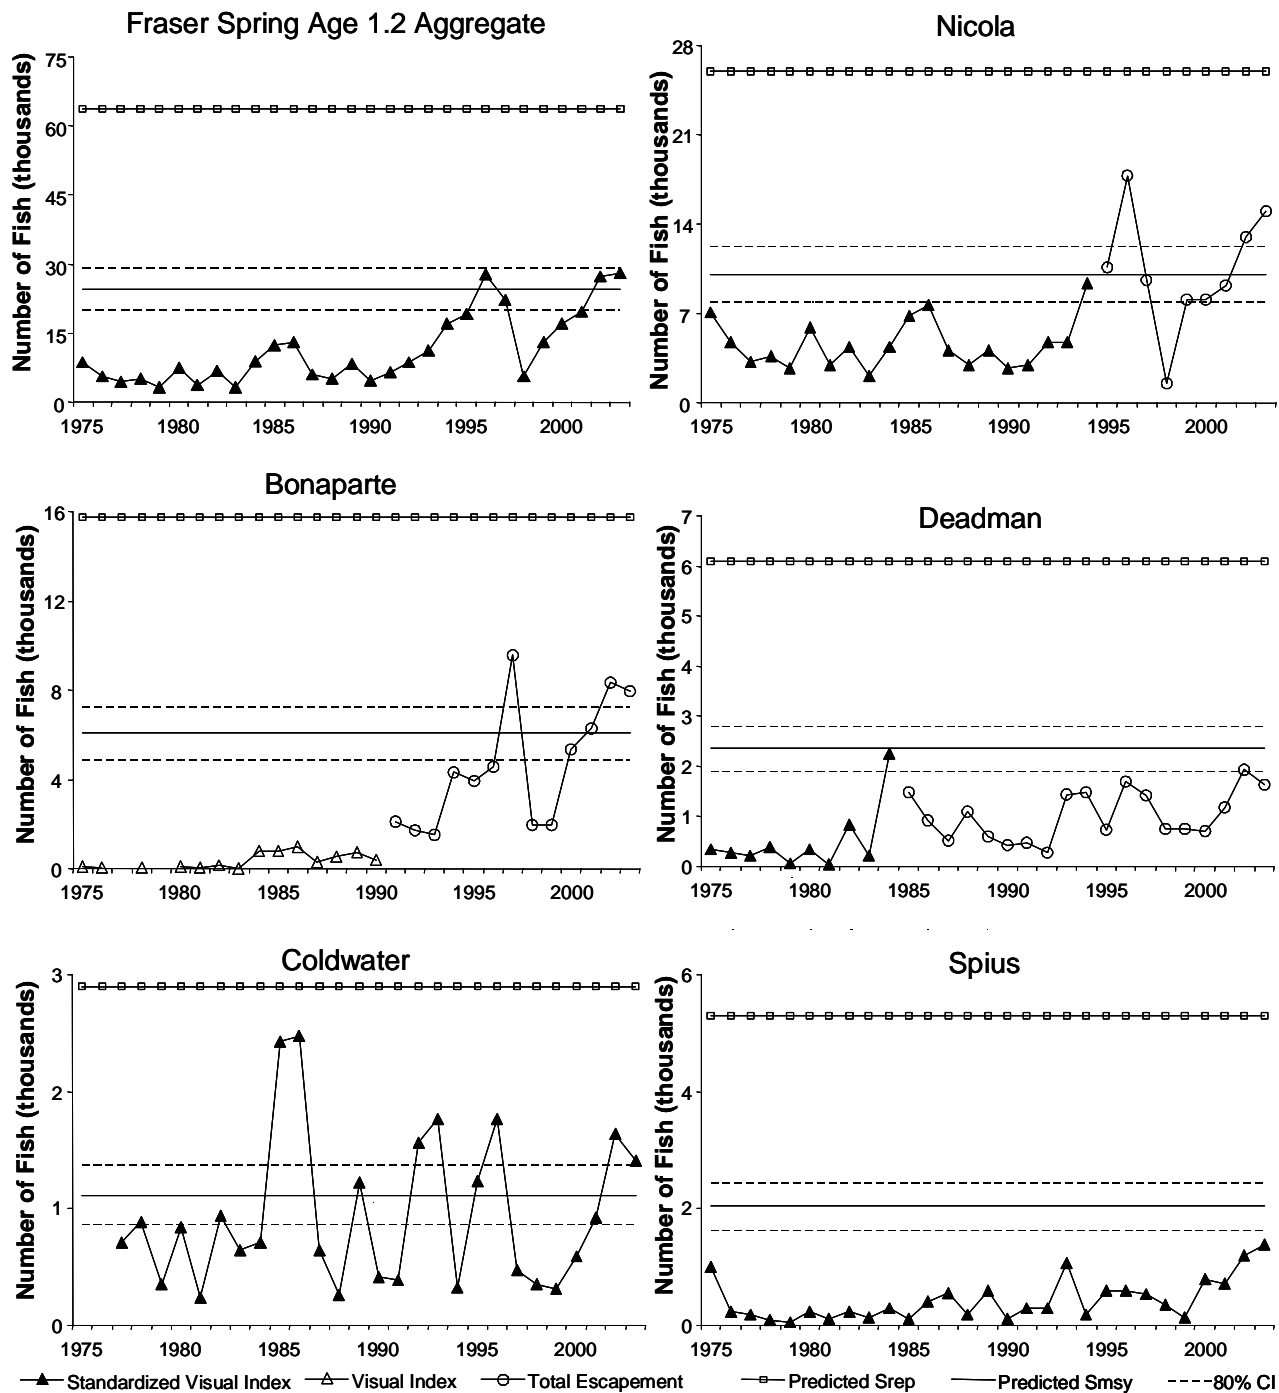 Fraser Spring Age 1.2 Aggregate
Number of Fish (thousands)
75
60
45
30
15
0
1975 1980 1985 1990 1995 2000
Nicola
Number of Fish (thousands)
28
21
14
7
0
1975 1980 1985 1990 1995 2000
Bonaparte
Number of Fish (thousands)
16
12
8
4
0
1975 1980 1985 1990 1995 2000
Deadman
Number of Fish (thousands)
7
6
5
4
3
2
1
0
1975 1980 1985 1990 1995 2000
Coldwater
Number of Fish (thousands)
3
2
1
0
1975 1980 1985 1990 1995 2000
Spius
Number of Fish (thousands)
6
4
2
0
1975 1980 1985 1990 1995 2000
Standardized Visual Index Visual Index Total Escapement Predicted Srep Predicted Smsy 80% CI